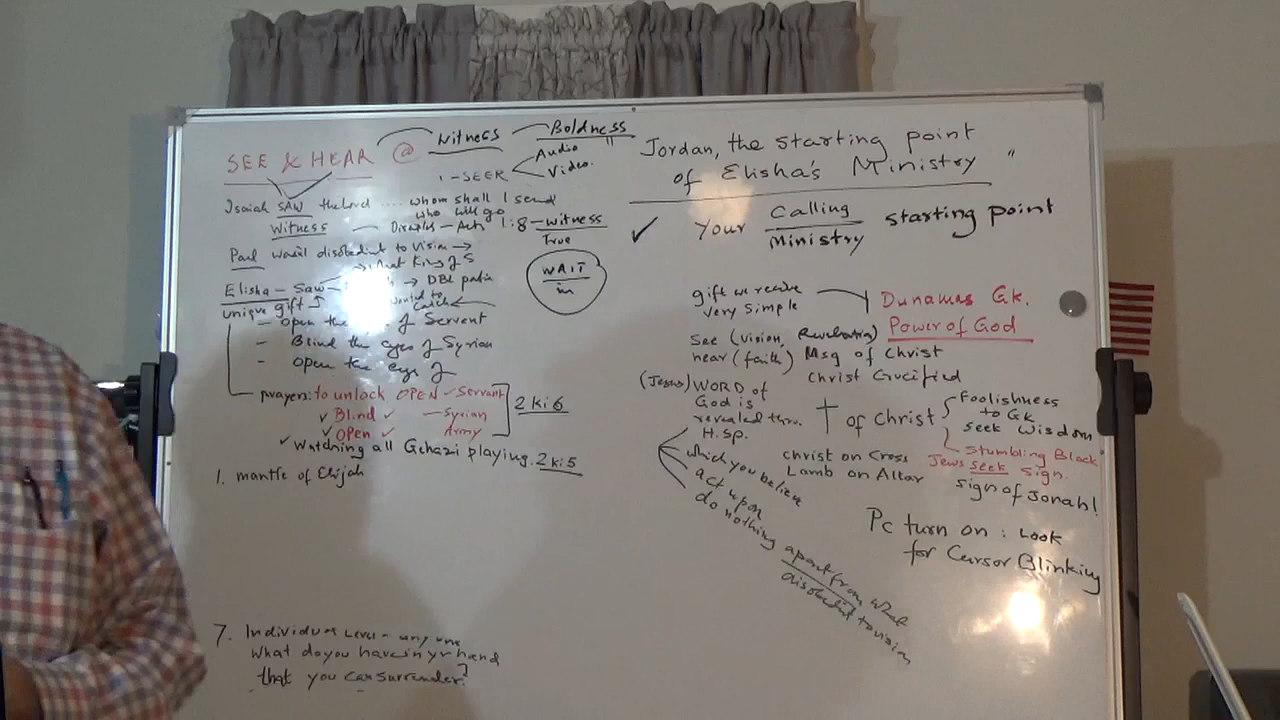 SEE & HEAR @ Witness Boldness "
1 - SEEK Audio
Video.
Isaiah SAW the Lord .... whom shall I send
who will go
Witness — Disciples - Acts 1:8 - witness
True
Paul wasn't disobedient to Vision →
Elisha - Saw → DBL
unique gift
WAIT
in
- open the of Servant
- Blind the eyes of Syrian
- open the eyes of
prayers: to unlock OPEN ✓ Servant
✓ Blind ✓ — Syrian
✓ OPEN ✓ Army
2 Ki 6
✓ Watching all Gehazi playing. 2 Ki 5
1. mantle of Elijah
7. Individual Level - any one
What do you have in yr hand
that you can surrender?
Jordan, the starting point
of Elisha's Ministry "
✓ Your Calling starting point
Ministry
gift we receive
very simple
Dunamas Gk.
Power of God
See (vision, Revelation)
hear (faith) Msg of Christ
Christ Crucified
(Jesus) WORD of
God is
revealed thru.
H.Sp.
† of Christ
foolishness
to Gk
seek wisdom
Stumbling Block
Jews seek sign.
sign of Jonah!
christ on Cross
Lamb on Altar
which you believe
act upon
do nothing apart from what
disobedient to vision
Pc turn on : Look
for Cursor Blinking